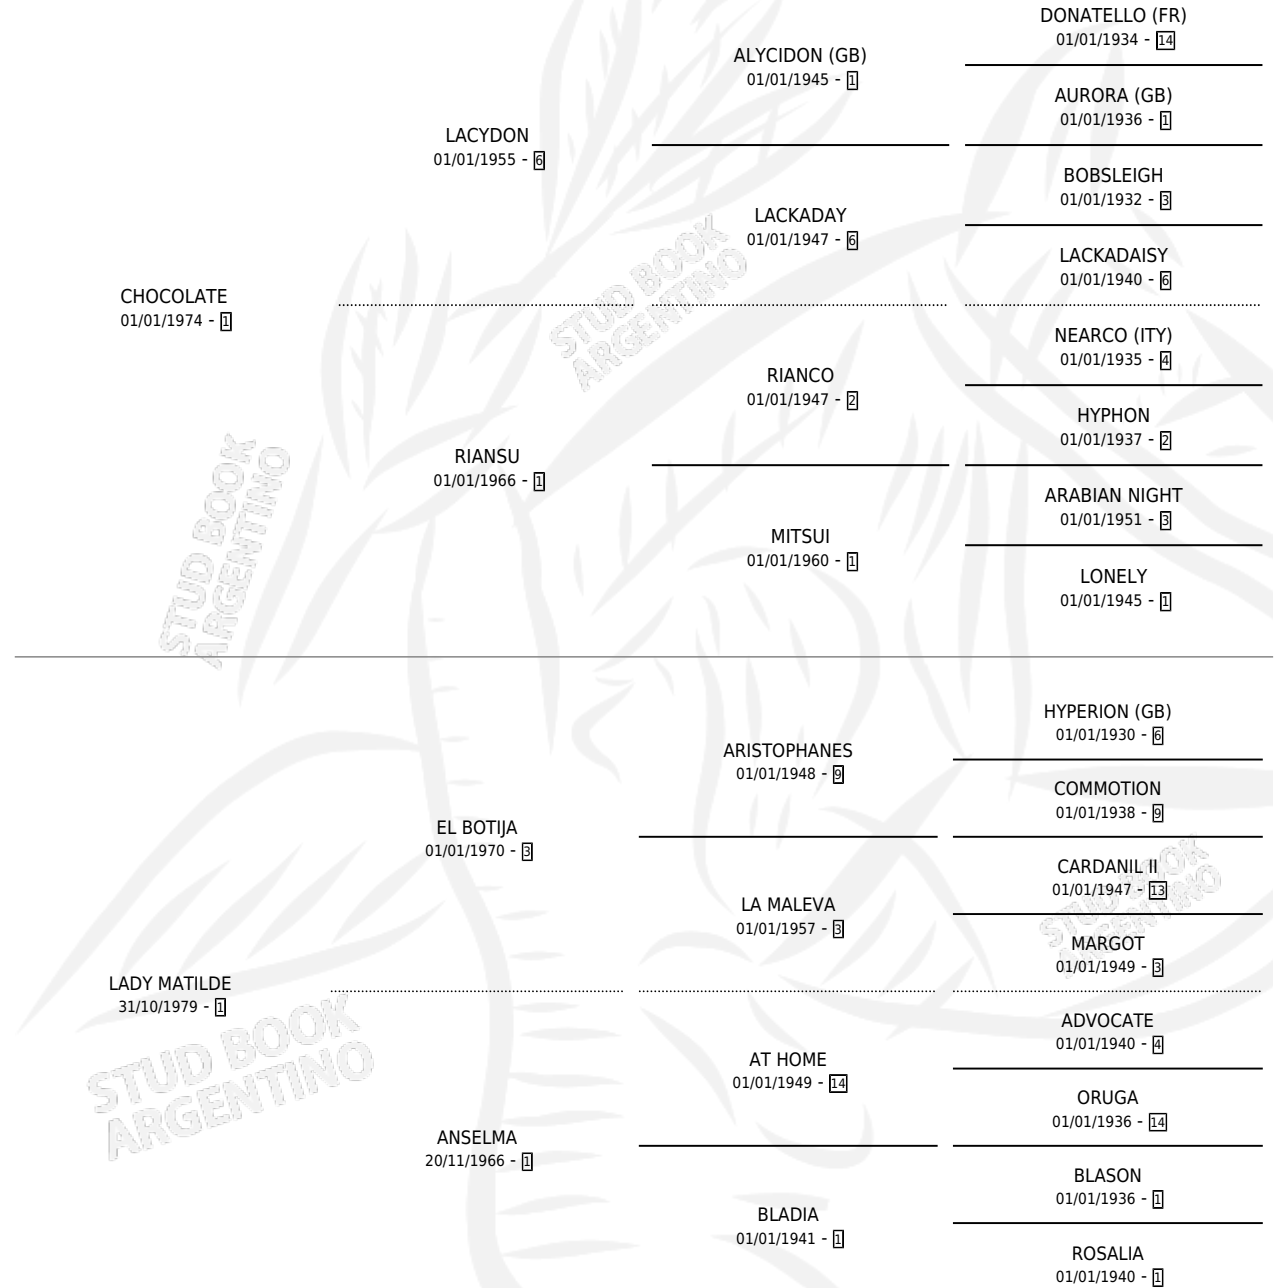 DONATELLO (FR)
01/01/1934 - 14
ALYCIDON (GB)
01/01/1945 - 1
AURORA (GB)
01/01/1936 - 1
LACYDON
01/01/1955 - 6
BOBSLEIGH
01/01/1932 - 3
LACKADAY
01/01/1947 - 6
LACKADAISY
01/01/1940 - 6
CHOCOLATE
01/01/1974 - 1
STUD BOOK
ARGENTINO
NEARCO (ITY)
01/01/1935 - 4
RIANCO
01/01/1947 - 2
HYPHON
01/01/1937 - 2
RIANSU
01/01/1966 - 1
ARABIAN NIGHT
01/01/1951 - 3
MITSUI
01/01/1960 - 1
LONELY
01/01/1945 - 1
STUD BOOK
ARGENTINO
HYPERION (GB)
01/01/1930 - 6
ARISTOPHANES
01/01/1948 - 9
COMMOTION
01/01/1938 - 9
EL BOTIJA
01/01/1970 - 3
CARDANIL II
01/01/1947 - 13
LA MALEVA
01/01/1957 - 3
MARGOT
01/01/1949 - 3
STUD BOOK
ARGENTINO
LADY MATILDE
31/10/1979 - 1
ADVOCATE
01/01/1940 - 4
AT HOME
01/01/1949 - 14
ORUGA
01/01/1936 - 14
STUD BOOK
ARGENTINO
ANSELMA
20/11/1966 - 1
BLASON
01/01/1936 - 1
BLADIA
01/01/1941 - 1
ROSALIA
01/01/1940 - 1